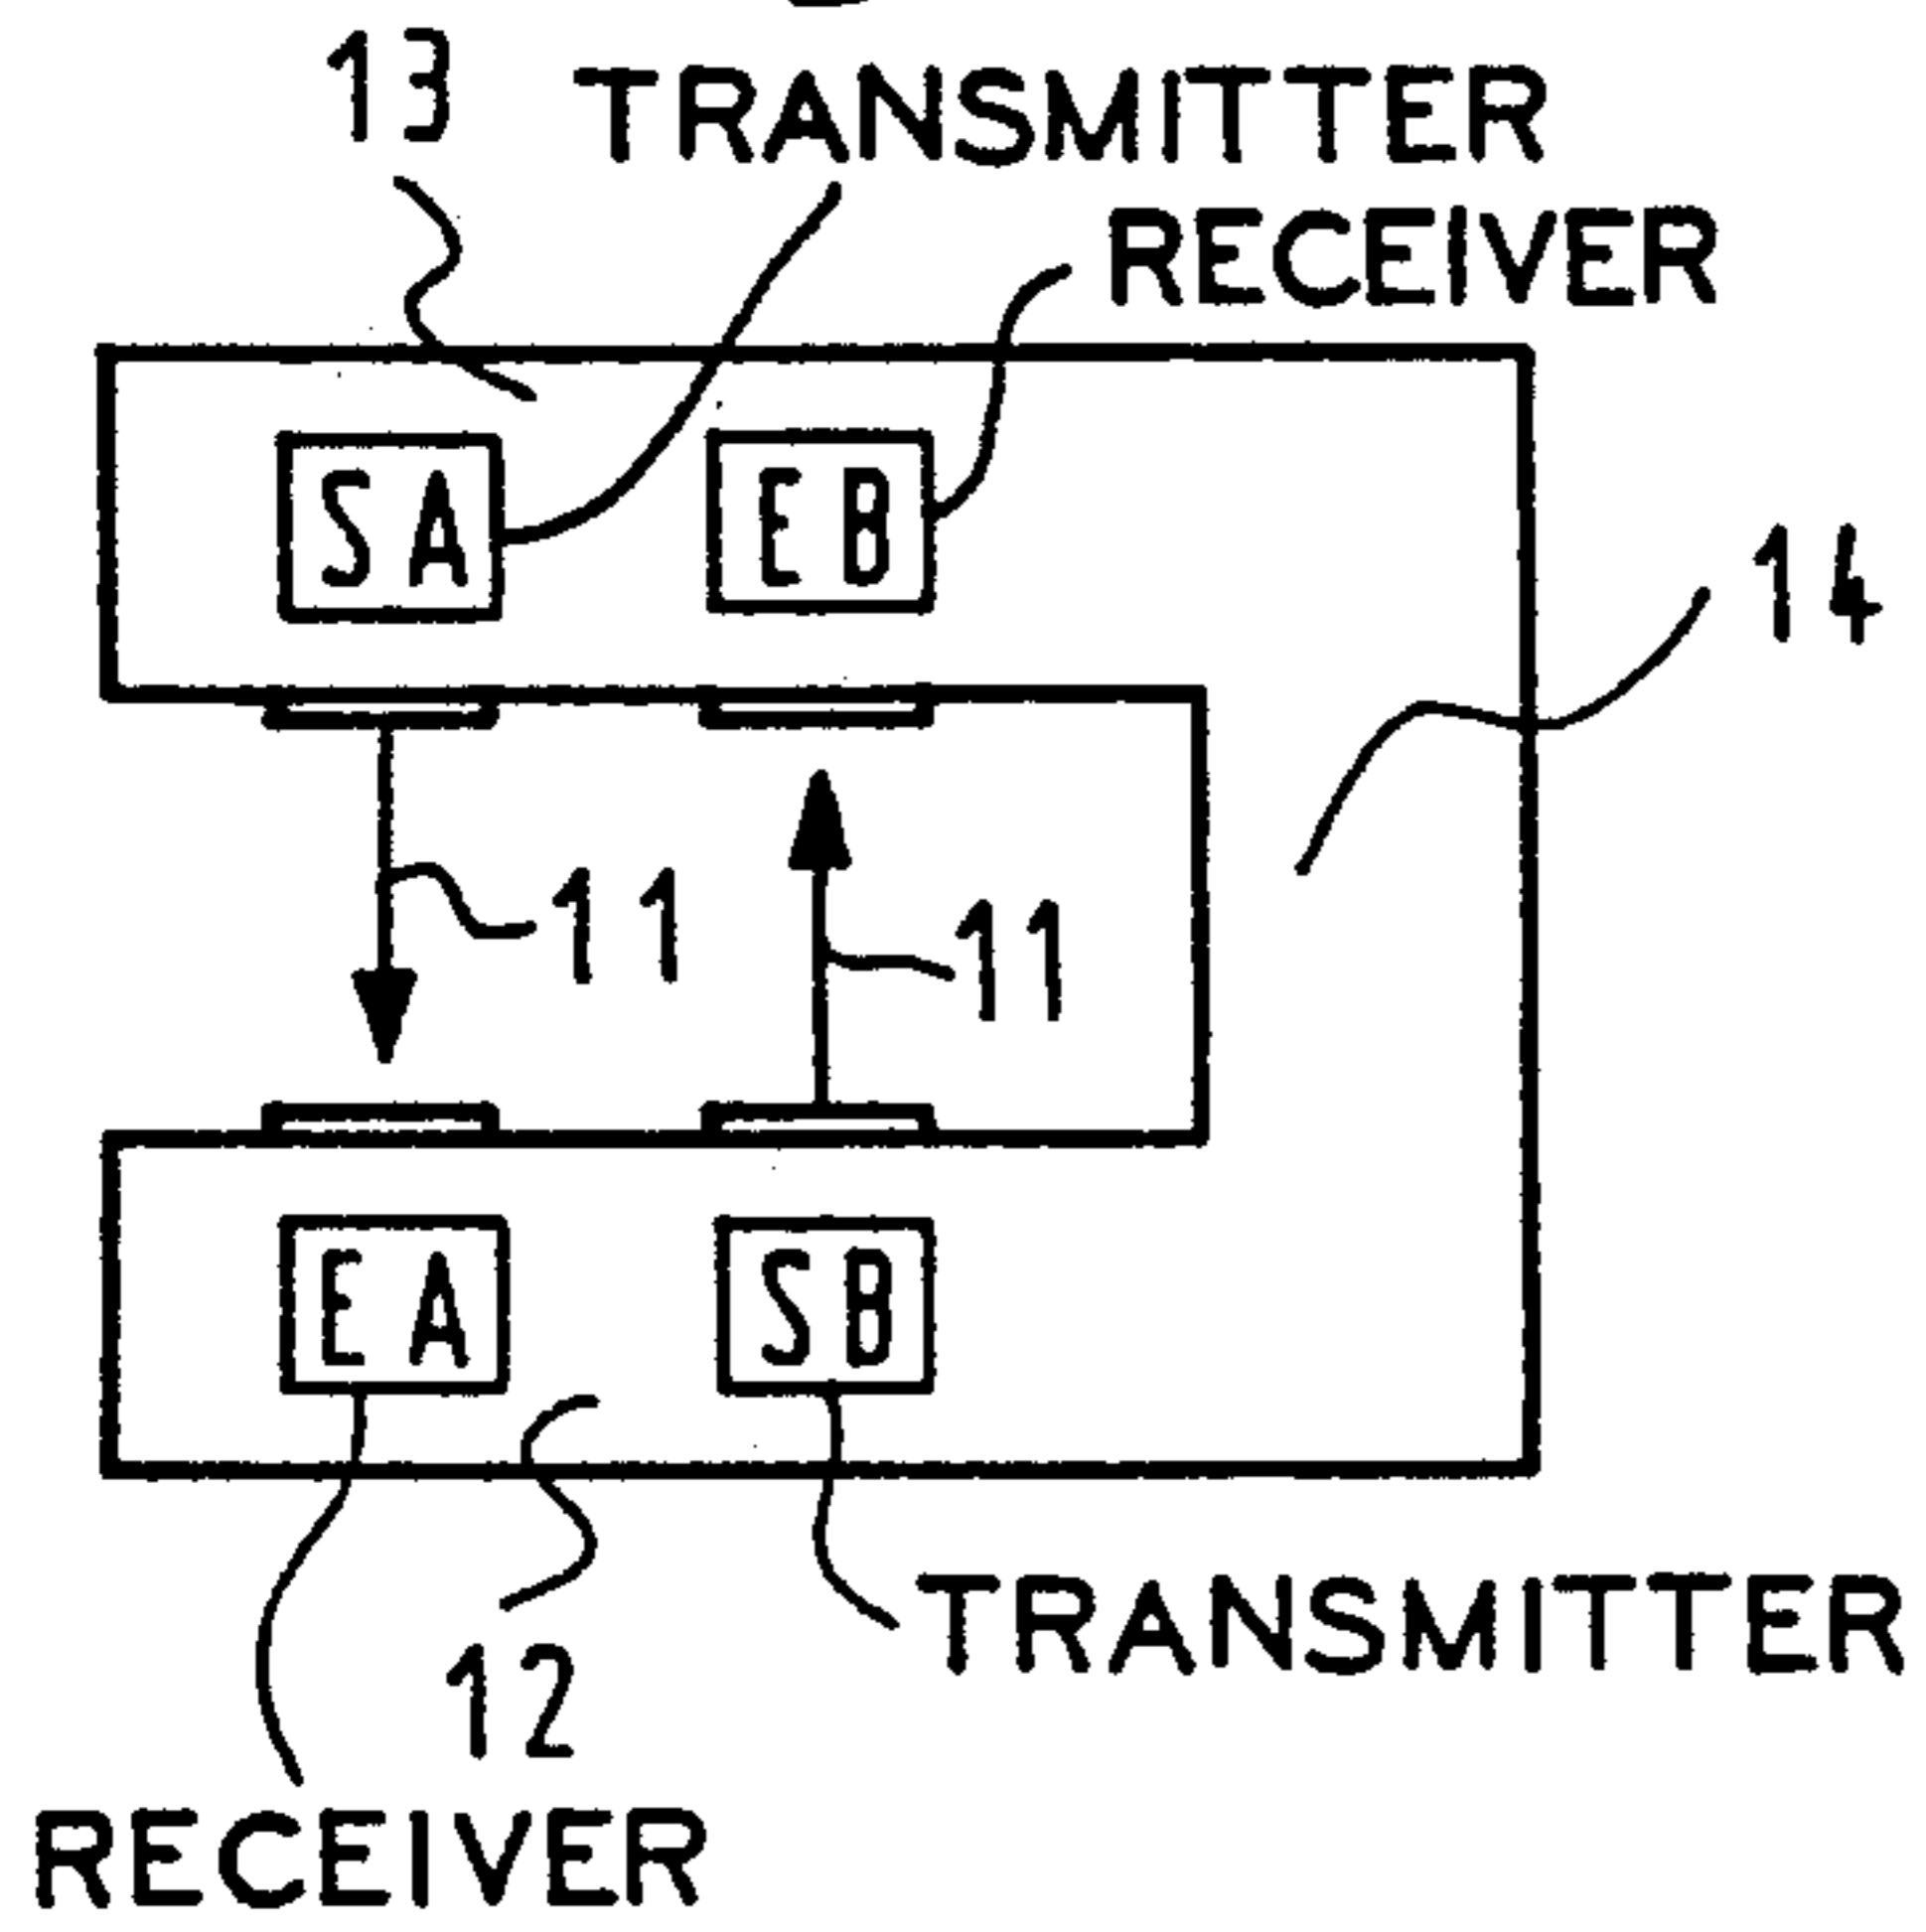 13
TRANSMITTER
RECEIVER
SA
EB
14
11
11
EA
SB
TRANSMITTER
12
RECEIVER